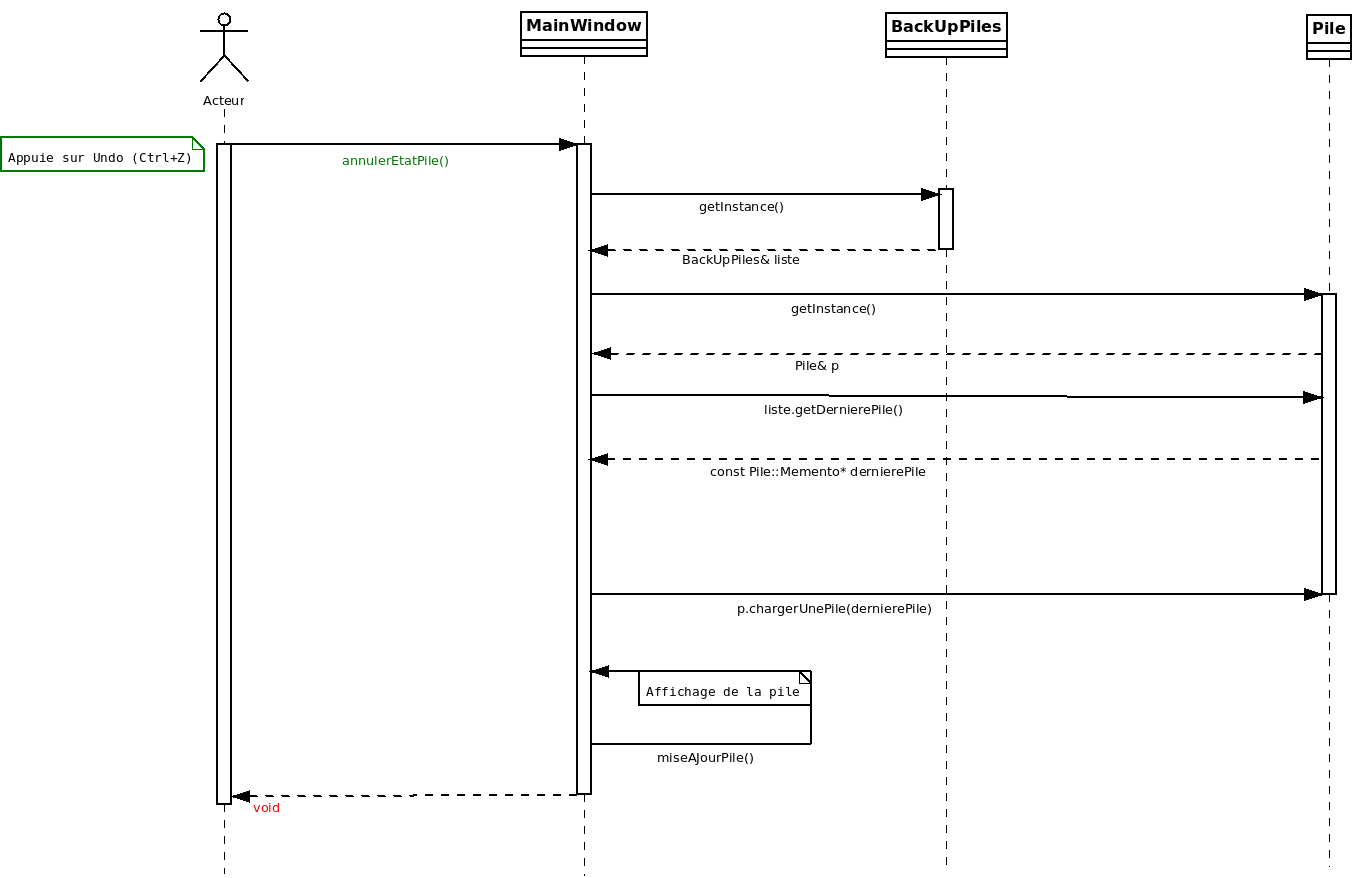 MainWindow
BackUpPiles
Pile
Acteur
Appuie sur Undo (Ctrl+Z)
annulerEtatPile()
getInstance()
BackUpPiles& liste
getInstance()
Pile& p
liste.getDernierePile()
const Pile::Memento* dernierePile
p.chargerUnePile(dernierePile)
Affichage de la pile
miseAJourPile()
void